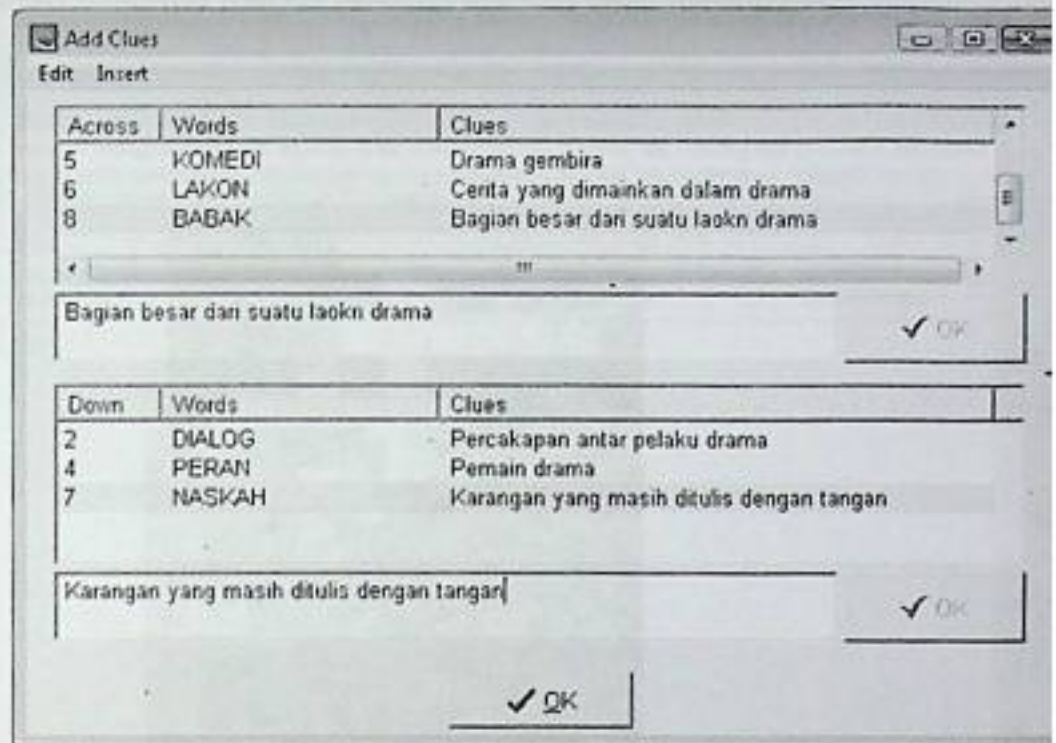 Add Clues
Edit Insert
Across Words Clues
5 KOMEDI Drama gembira
6 LAKON Cerita yang dimainkan dalam drama
8 BABAK Bagian besar dari suatu laokn drama
Bagian besar dari suatu laokn drama
OK
Down Words Clues
2 DIALOG Percakapan antar pelaku drama
4 PERAN Pemain drama
7 NASKAH Karangan yang masih ditulis dengan tangan
Karangan yang masih ditulis dengan tangan
OK
OK